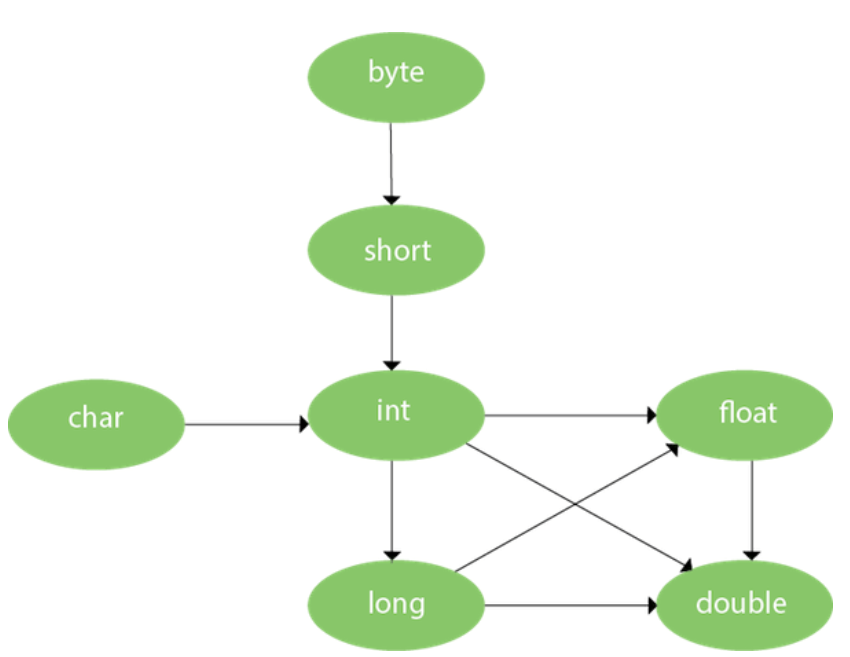 byte
short
char
int
float
long
double